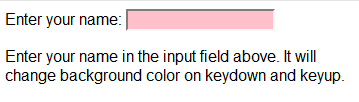 Enter your name:
Enter your name in the input field above. It will
change background color on keydown and keyup.